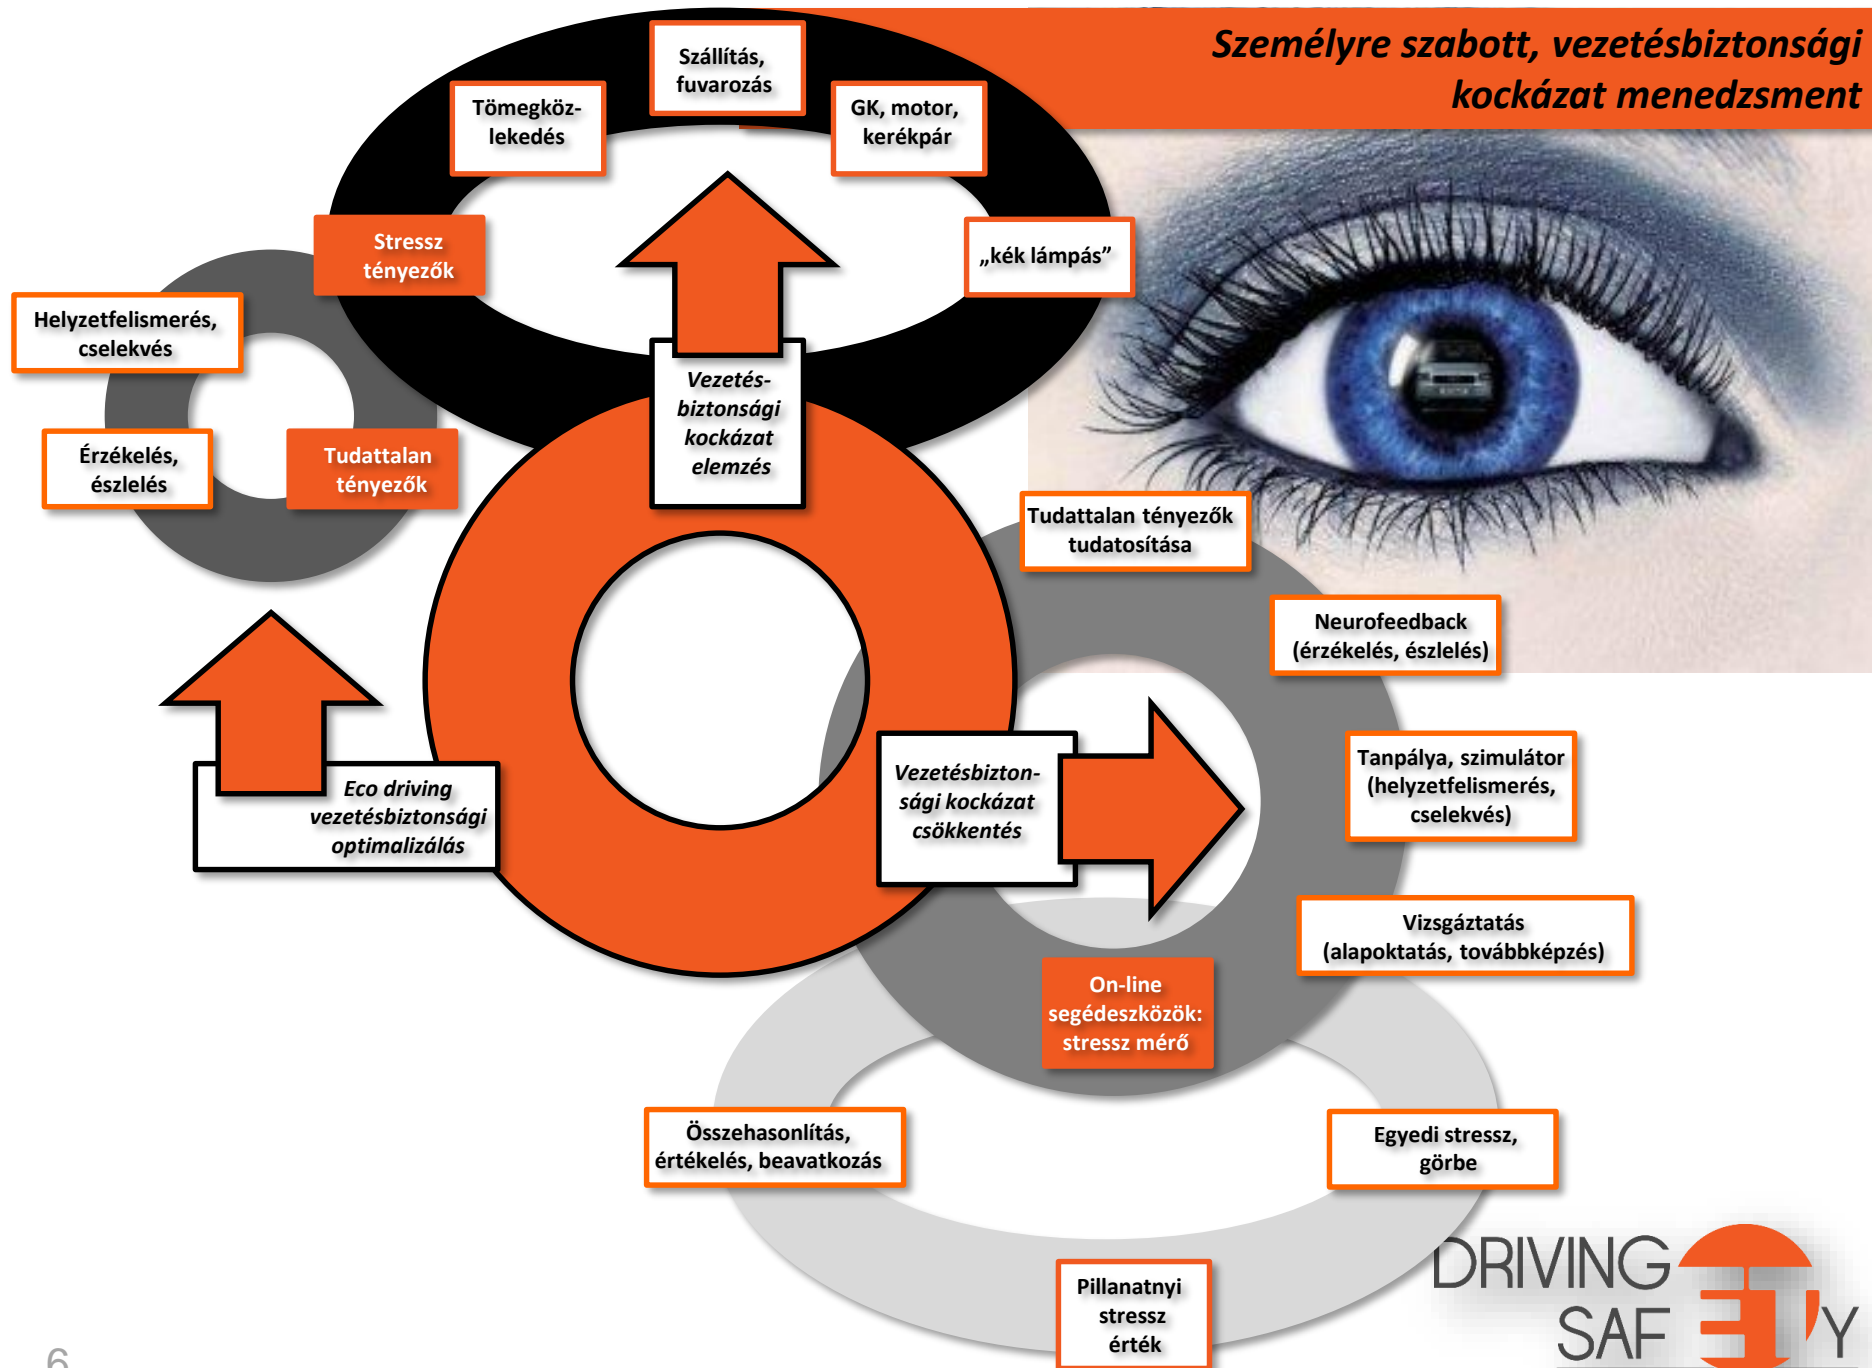 Személyre szabott, vezetésbiztonsági
kockázat menedzsment
Szállítás,
fuvarozás
Tömegköz-
lekedés
GK, motor,
kerékpár
Stressz
tényezők
„kék lámpás”
Helyzetfelismerés,
cselekvés
Érzékelés,
észlelés
Tudattalan
tényezők
Vezetés-
biztonsági
kockázat
elemzés
Tudattalan tényezők
tudatosítása
Neurofeedback
(érzékelés, észlelés)
Tanpálya, szimulátor
(helyzetfelismerés,
cselekvés)
Eco driving
vezetésbiztonsági
optimalizálás
Vezetésbizton-
sági kockázat
csökkentés
Vizsgáztatás
(alapoktatás, továbbképzés)
On-line
segédeszközök:
stressz mérő
Összehasonlítás,
értékelés, beavatkozás
Egyedi stressz,
görbe
Pillanatnyi
stressz
érték
DRIVING
SAFETY
6